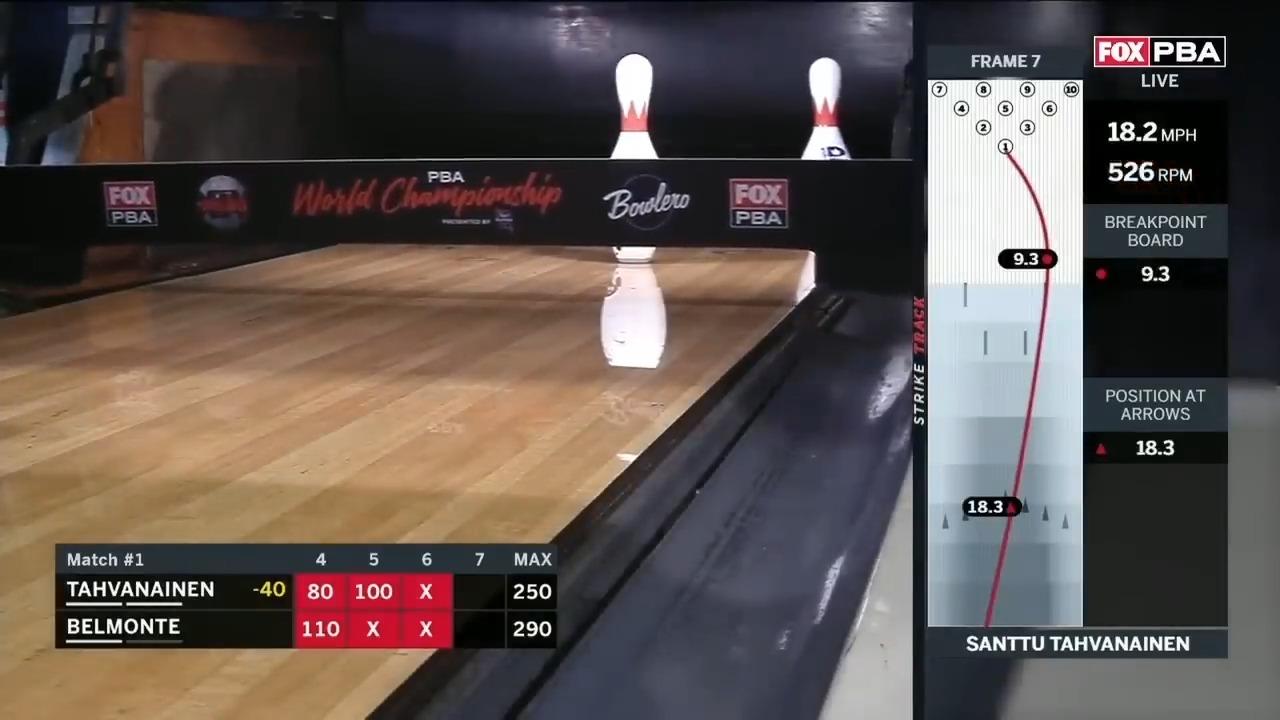 FRAME 7
FOX PBA
LIVE
7 8 9 10
4 5 6
2 3
1
18.2 MPH
526 RPM
BREAKPOINT
BOARD
9.3
9.3
POSITION AT
ARROWS
18.3
18.3
STRIKE TRACK
SANTTU TAHVANAINEN
FOX
PBA
PBA
World Championship
PRESENTED BY
Bowlero
FOX
PBA
Match #1 4 5 6 7 MAX
TAHVANAINEN -40 80 100 X 250
BELMONTE 110 X X 290